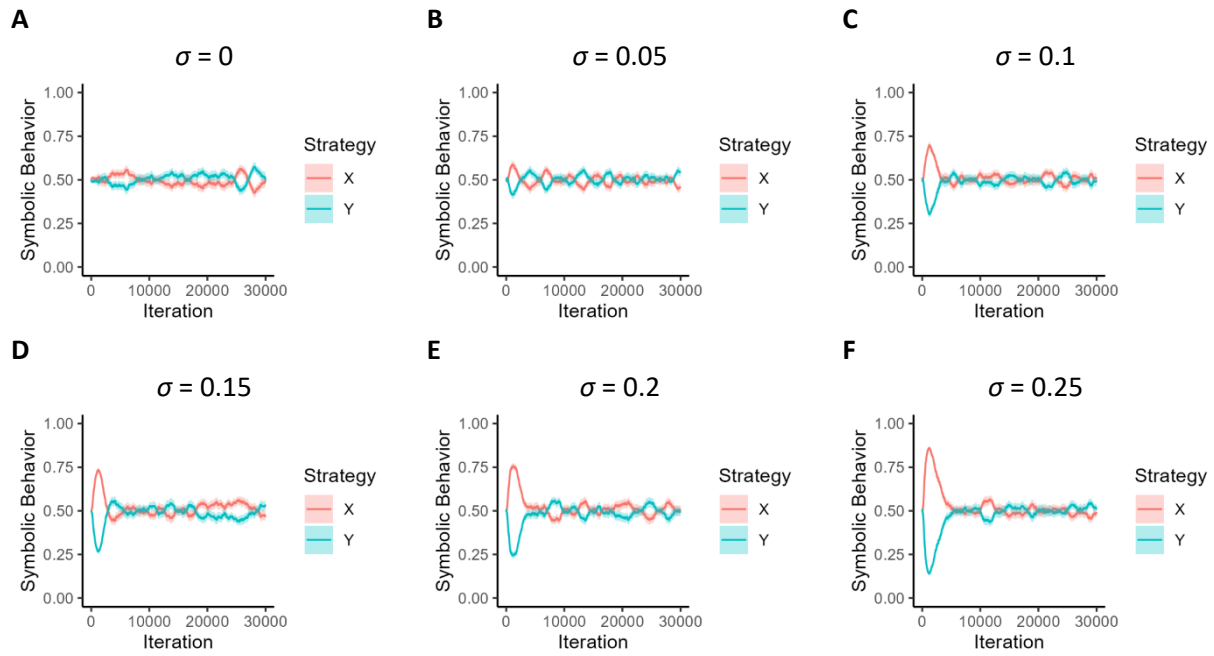 A
σ = 0
1.00
0.75
0.50
0.25
0.00
Symbolic Behavior
0 10000 20000 30000
Iteration
Strategy
X
Y
B
σ = 0.05
1.00
0.75
0.50
0.25
0.00
Symbolic Behavior
0 10000 20000 30000
Iteration
Strategy
X
Y
C
σ = 0.1
1.00
0.75
0.50
0.25
0.00
Symbolic Behavior
0 10000 20000 30000
Iteration
Strategy
X
Y
D
σ = 0.15
1.00
0.75
0.50
0.25
0.00
Symbolic Behavior
0 10000 20000 30000
Iteration
Strategy
X
Y
E
σ = 0.2
1.00
0.75
0.50
0.25
0.00
Symbolic Behavior
0 10000 20000 30000
Iteration
Strategy
X
Y
F
σ = 0.25
1.00
0.75
0.50
0.25
0.00
Symbolic Behavior
0 10000 20000 30000
Iteration
Strategy
X
Y